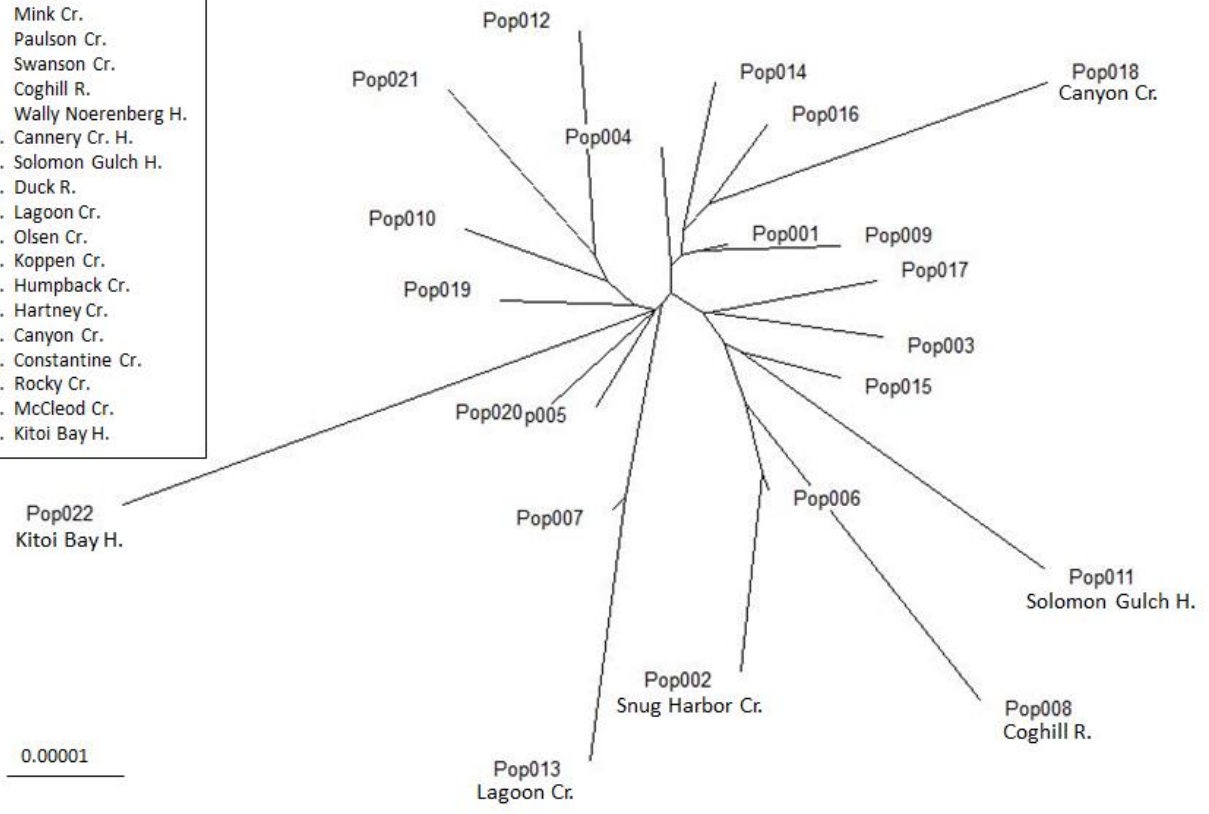 Mink Cr.
Paulson Cr.
Swanson Cr.
Coghill R.
Wally Noerenberg H.
. Cannery Cr. H.
. Solomon Gulch H.
. Duck R.
. Lagoon Cr.
. Olsen Cr.
. Koppen Cr.
. Humpback Cr.
. Hartney Cr.
. Canyon Cr.
. Constantine Cr.
. Rocky Cr.
. McCleod Cr.
. Kitoi Bay H.
Pop012
Pop021
Pop014
Pop018
Canyon Cr.
Pop016
Pop004
Pop010
Pop001
Pop009
Pop017
Pop019
Pop003
Pop015
Pop020
p005
Pop006
Pop022
Kitoi Bay H.
Pop007
Pop011
Solomon Gulch H.
Pop002
Snug Harbor Cr.
Pop008
Coghill R.
0.00001
Pop013
Lagoon Cr.